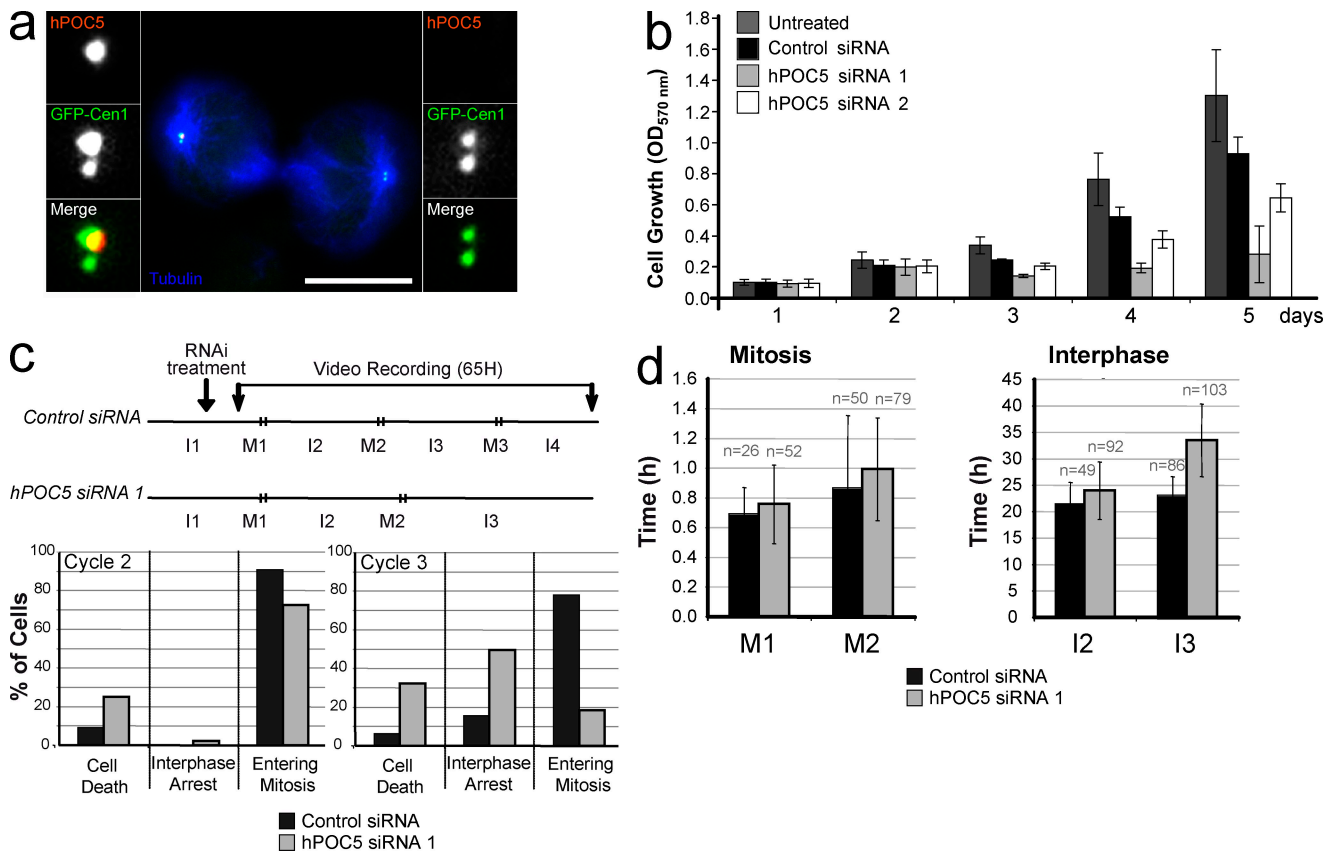 a
hPOC5
GFP-Cen1
Merge
Tubulin
hPOC5
GFP-Cen1
Merge
b
Cell Growth (OD570 nm)
1.8
1.6
1.4
1.2
1.0
0.8
0.6
0.4
0.2
0.0
Untreated
Control siRNA
hPOC5 siRNA 1
hPOC5 siRNA 2
1 2 3 4 5 days
c
RNAi
treatment
Video Recording (65H)
Control siRNA
I1 M1 I2 M2 I3 M3 I4
hPOC5 siRNA 1
I1 M1 I2 M2 I3
% of Cells
100
80
60
40
20
0
Cycle 2
Cell
Death
Interphase
Arrest
Entering
Mitosis
100
80
60
40
20
0
Cycle 3
Cell
Death
Interphase
Arrest
Entering
Mitosis
Control siRNA
hPOC5 siRNA 1
d
Mitosis
Time (h)
1.6
1.4
1.2
1.0
0.8
0.6
0.4
0.2
0.0
n=26 n=52
n=50 n=79
M1 M2
Interphase
Time (h)
45
40
35
30
25
20
15
10
5
0
n=49 n=92
n=86 n=103
I2 I3
Control siRNA
hPOC5 siRNA 1